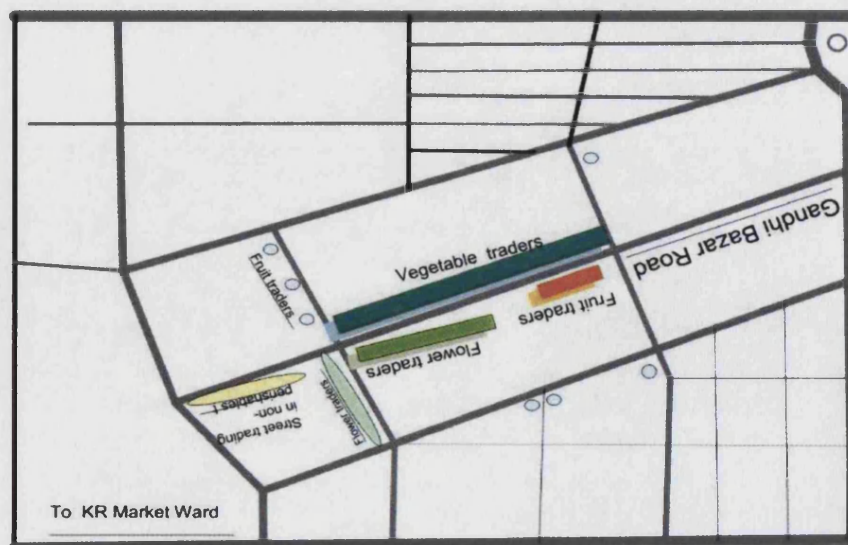 Gandhi Bazar Road
Vegetable traders
Fruit traders
Fruit traders
Flower traders
Flower traders
Street trading
in non-
perishables
To KR Market Ward